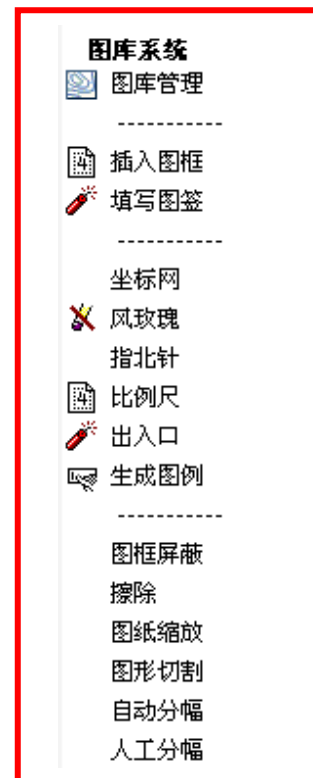 图库系统
图库管理
-----------
插入图框
填写图签
-----------
坐标网
风玫瑰
指北针
比例尺
出入口
生成图例
-----------
图框屏蔽
擦除
图纸缩放
图形切割
自动分幅
人工分幅